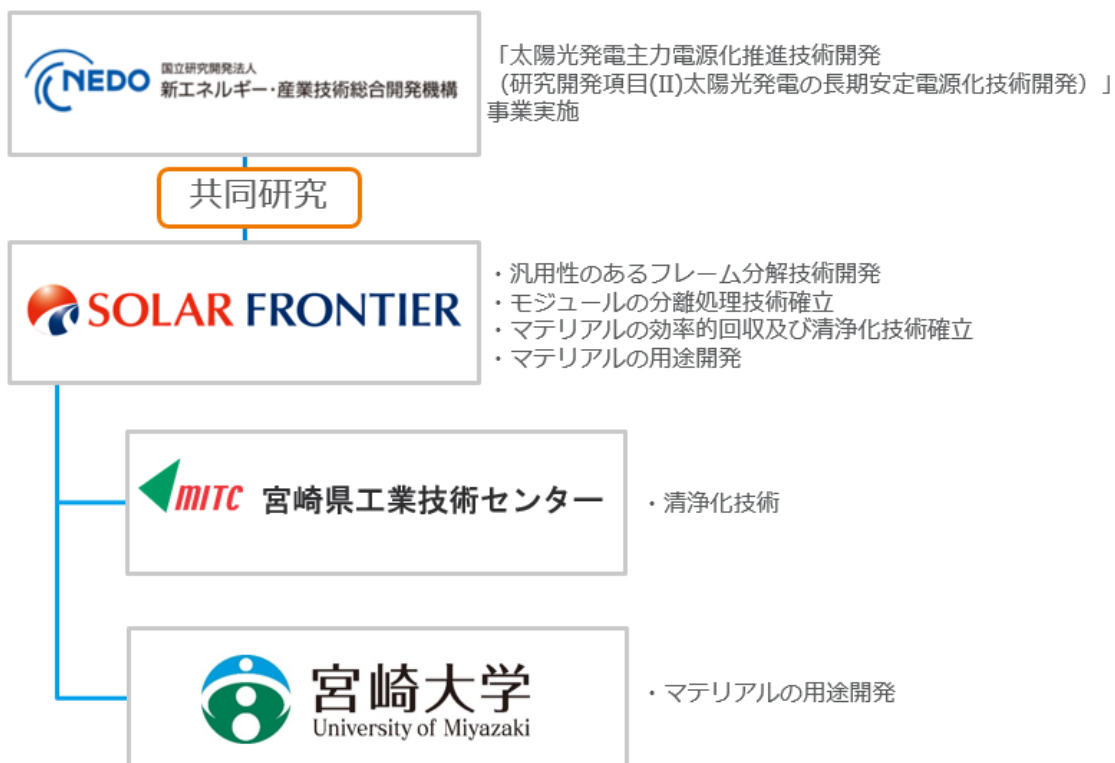 NEDO
国立研究開発法人
新エネルギー・産業技術総合開発機構
「太陽光発電主力電源化推進技術開発
（研究開発項目(II)太陽光発電の長期安定電源化技術開発）」
事業実施
共同研究
SOLAR FRONTIER
・汎用性のあるフレーム分解技術開発
・モジュールの分離処理技術確立
・マテリアルの効率的回収及び清浄化技術確立
・マテリアルの用途開発
MITC 宮崎県工業技術センター
・清浄化技術
宮崎大学
University of Miyazaki
・マテリアルの用途開発